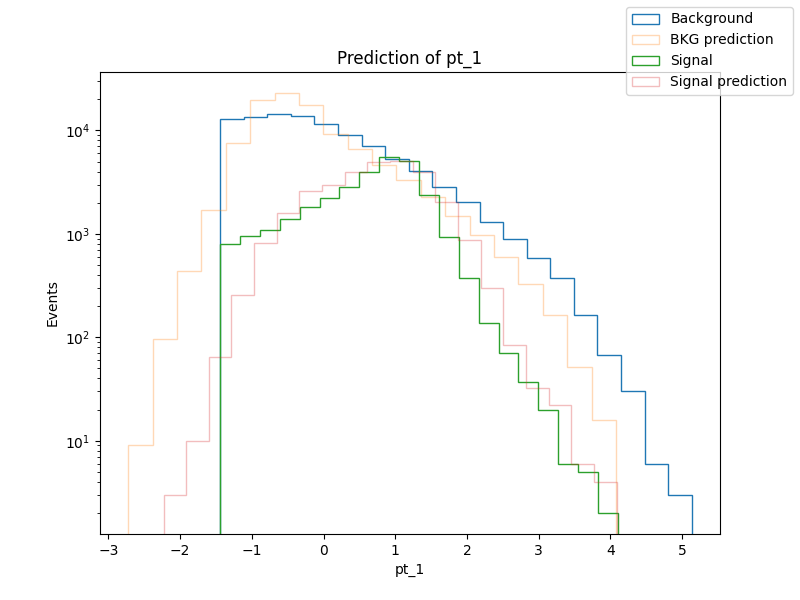 Prediction of pt_1
Background
BKG prediction
Signal
Signal prediction
Events
10^4
10^3
10^2
10^1
−3 −2 −1 0 1 2 3 4 5
pt_1